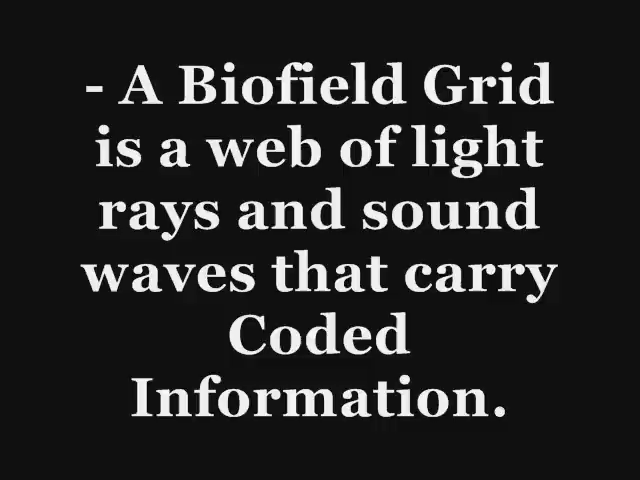 - A Biofield Grid
is a web of light
rays and sound
waves that carry
Coded
Information.